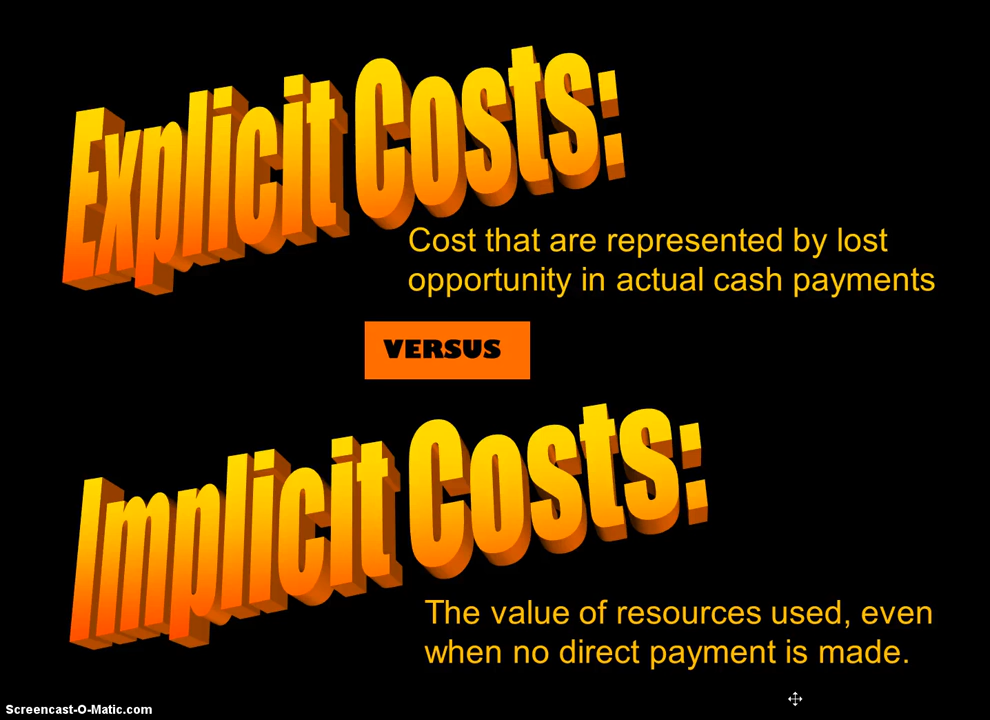 Explicit Costs:
Cost that are represented by lost
opportunity in actual cash payments
VERSUS
Implicit Costs:
The value of resources used, even
when no direct payment is made.
Screencast-O-Matic.com